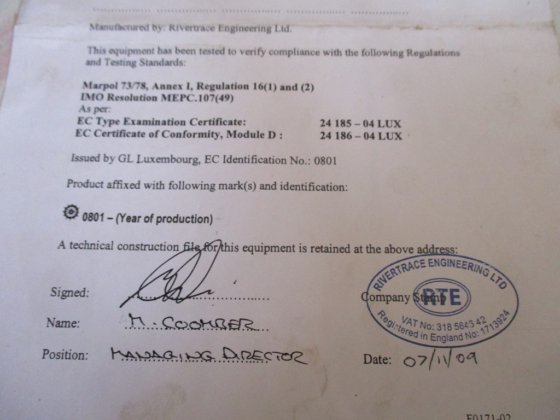 Manufactured by: Rivertrace Engineering Ltd.
This equipment has been tested to verify compliance with the following Regulations
and Testing Standards:
Marpol 73/78, Annex I, Regulation 16(1) and (2)
IMO Resolution MEPC.107(49)
As per:
EC Type Examination Certificate: 24 185 – 04 LUX
EC Certificate of Conformity, Module D : 24 186 – 04 LUX
Issued by GL Luxembourg, EC Identification No.: 0801
Product affixed with following mark(s) and identification:
0801 – (Year of production)
A technical construction file for this equipment is retained at the above address:
Signed:
Company Stamp
RIVERTRACE ENGINEERING LTD
RTE
VAT No: 318 5643 42
Registered in England No: 1713924
Name: M. COOMBER
Position: MANAGING DIRECTOR
Date: 07/11/09
F0171-02